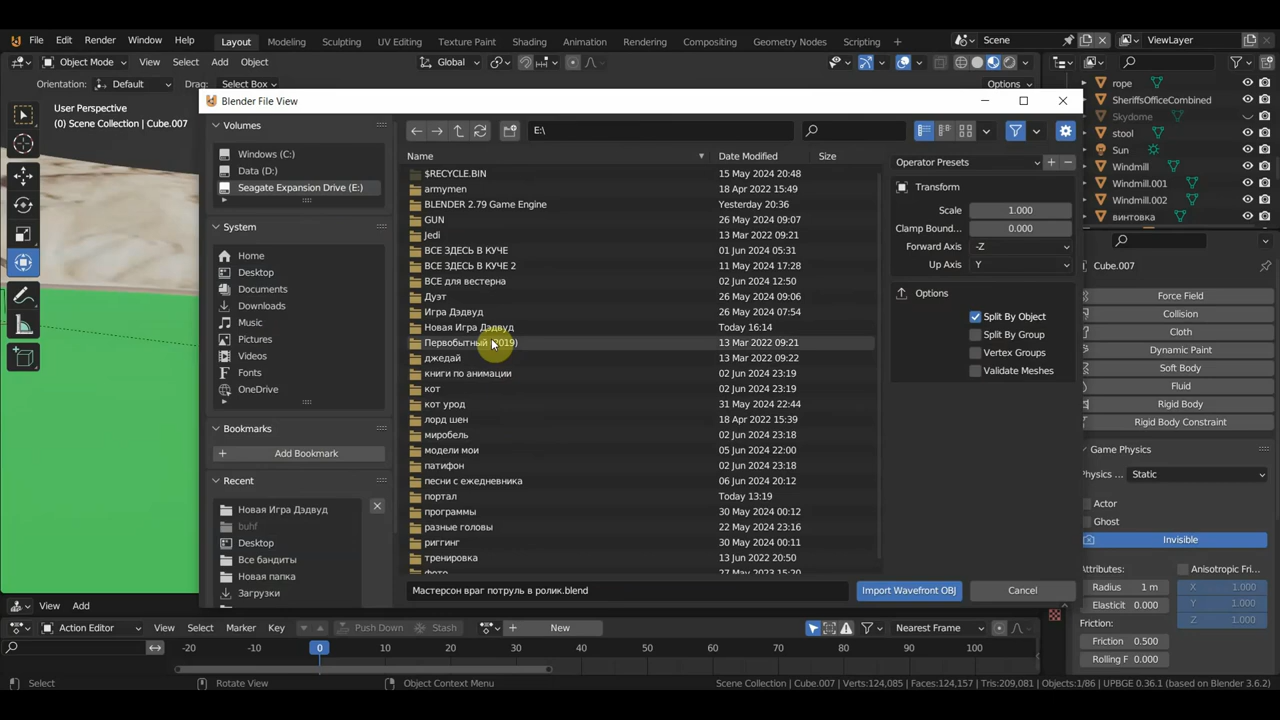 File Edit Render Window Help Layout Modeling Sculpting UV Editing Texture Paint Shading Animation Rendering Compositing Geometry Nodes Scripting + Scene ViewLayer
Object Mode View Select Add Object Global
Orientation: Default Drag: Select Box Options
User Perspective
(0) Scene Collection | Cube.007
Blender File View
Volumes
Windows (C:)
Data (D:)
Seagate Expansion Drive (E:)
System
Home
Desktop
Documents
Downloads
Music
Pictures
Videos
Fonts
OneDrive
Bookmarks
Add Bookmark
Recent
Новая Игра Дэдвуд
buhf
Desktop
Все бандиты
Новая папка
Загрузки
E:\
Name Date Modified Size
$RECYCLE.BIN 15 May 2024 20:48
armymen 18 Apr 2022 15:49
BLENDER 2.79 Game Engine Yesterday 20:36
GUN 26 May 2024 09:07
Jedi 13 Mar 2022 09:21
ВСЕ ЗДЕСЬ В КУЧЕ 01 Jun 2024 05:31
ВСЕ ЗДЕСЬ В КУЧЕ 2 11 May 2024 17:28
ВСЕ для вестерна 02 Jun 2024 12:50
Дуэт 26 May 2024 09:06
Игра Дэдвуд 26 May 2024 07:54
Новая Игра Дэдвуд Today 16:14
Первобытный (2019) 13 Mar 2022 09:21
джедай 13 Mar 2022 09:22
книги по анимации 02 Jun 2024 23:19
кот 02 Jun 2024 23:19
кот урод 31 May 2024 22:44
лорд шен 18 Apr 2022 15:39
миробель 02 Jun 2024 23:18
модели мои 05 Jun 2024 22:00
патифон 02 Jun 2024 23:18
песни с ежедневника 06 Jun 2024 20:12
портал Today 13:19
программы 30 May 2024 00:12
разные головы 22 May 2024 23:16
риггинг 30 May 2024 00:11
тренировка 13 Jun 2022 20:50
фото 27 May 2023 15:20
Мастерсон враг потруль в ролик.blend Import Wavefront OBJ Cancel
Operator Presets
Transform
Scale 1.000
Clamp Bound... 0.000
Forward Axis -Z
Up Axis Y
Options
Split By Object
Split By Group
Vertex Groups
Validate Meshes
rope
SheriffsOfficeCombined
Skydome
stool
Sun
Windmill
Windmill.001
Windmill.002
винтовка
Cube.007
Force Field
Collision
Cloth
Dynamic Paint
Soft Body
Fluid
Rigid Body
Rigid Body Constraint
Game Physics
Physics Static
Actor
Ghost
Invisible
Attributes: Anisotropic Fri...
Radius 1 m X 1.000
Elasticit 0.000 Y 1.000
Friction: Z 1.000
Friction 0.500
Rolling F 0.000
View Add
Action Editor View Select Marker Key Push Down Stash New Nearest Frame
-20 -10 0 10 20 30 40 50 60 70 80 90 100
Select Rotate View Object Context Menu Scene Collection | Cube.007 | Verts:124,085 | Faces:124,157 | Tris:209,081 | Objects:1/86 | UPBGE 0.36.1 (based on Blender 3.6.2)